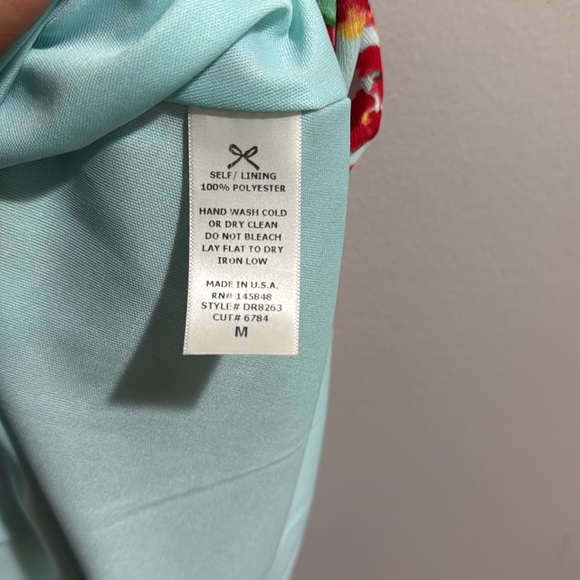 SELF/ LINING
100% POLYESTER
HAND WASH COLD
OR DRY CLEAN
DO NOT BLEACH
LAY FLAT TO DRY
IRON LOW
MADE IN U.S.A.
RN# 145848
STYLE# DR8263
CUT# 6784
M